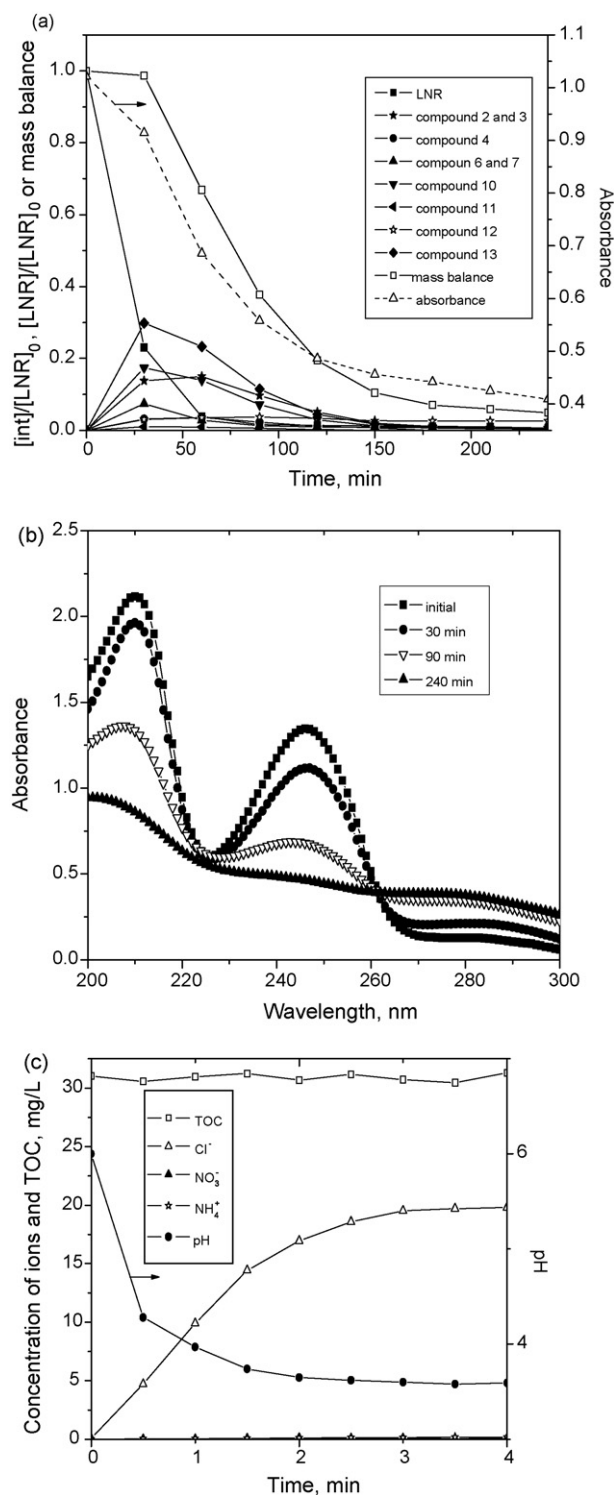 (a)
1.0
0.8
0.6
0.4
0.2
0.0
[int]/[LNR]0, [LNR]/[LNR]0 or mass balance
LNR
compound 2 and 3
compound 4
compoun 6 and 7
compound 10
compound 11
compound 12
compound 13
mass balance
absorbance
1.1
1.0
0.9
0.8
0.7
0.6
0.5
0.4
Absorbance
0
50
100
150
200
Time, min
(b)
2.5
2.0
1.5
1.0
0.5
0.0
Absorbance
initial
30 min
90 min
240 min
200
220
240
260
280
300
Wavelength, nm
(c)
30
25
20
15
10
5
0
Concentration of ions and TOC, mg/L
TOC
Cl-
NO3-
NH4+
pH
6
4
pH
0
1
2
3
4
Time, min